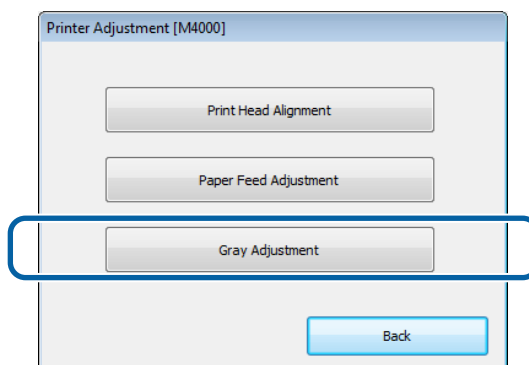 Printer Adjustment [M4000]
Print Head Alignment
Paper Feed Adjustment
Gray Adjustment
Back